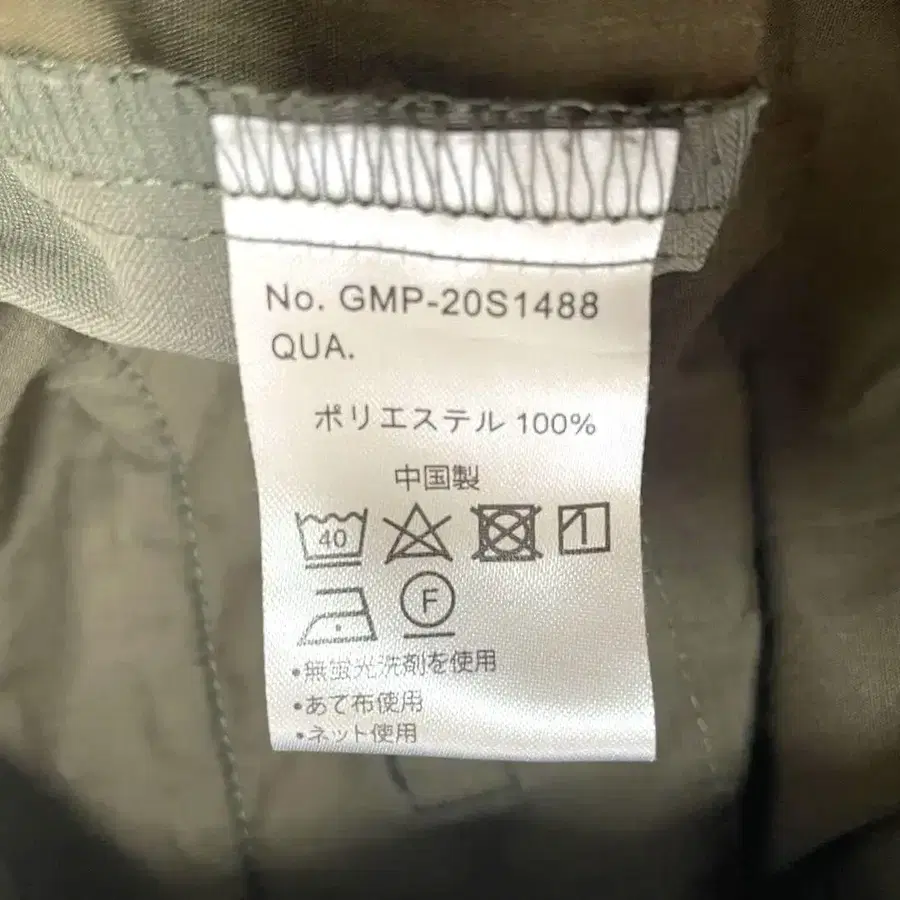 No. GMP-20S1488
QUA.
ポリエステル 100%
中国製
40
F
•無蛍光洗剤を使用
•あて布使用
•ネット使用